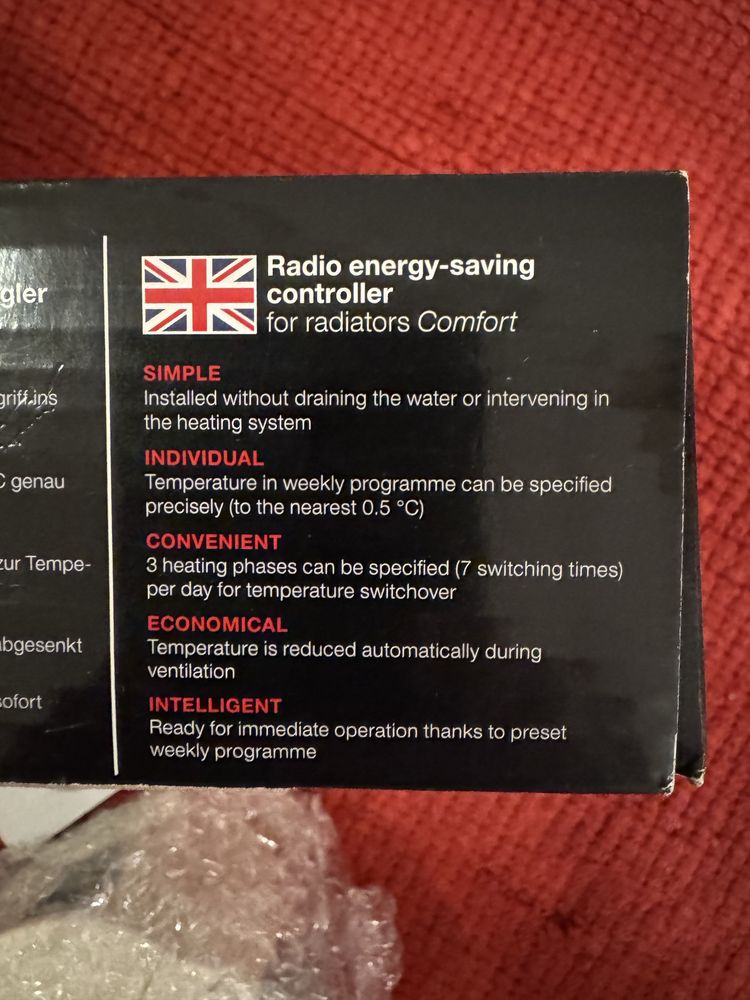 gler
griff ins
C genau
zur Tempe-
abgesenkt
sofort
Radio energy-saving
controller
for radiators Comfort
SIMPLE
Installed without draining the water or intervening in
the heating system
INDIVIDUAL
Temperature in weekly programme can be specified
precisely (to the nearest 0.5 °C)
CONVENIENT
3 heating phases can be specified (7 switching times)
per day for temperature switchover
ECONOMICAL
Temperature is reduced automatically during
ventilation
INTELLIGENT
Ready for immediate operation thanks to preset
weekly programme